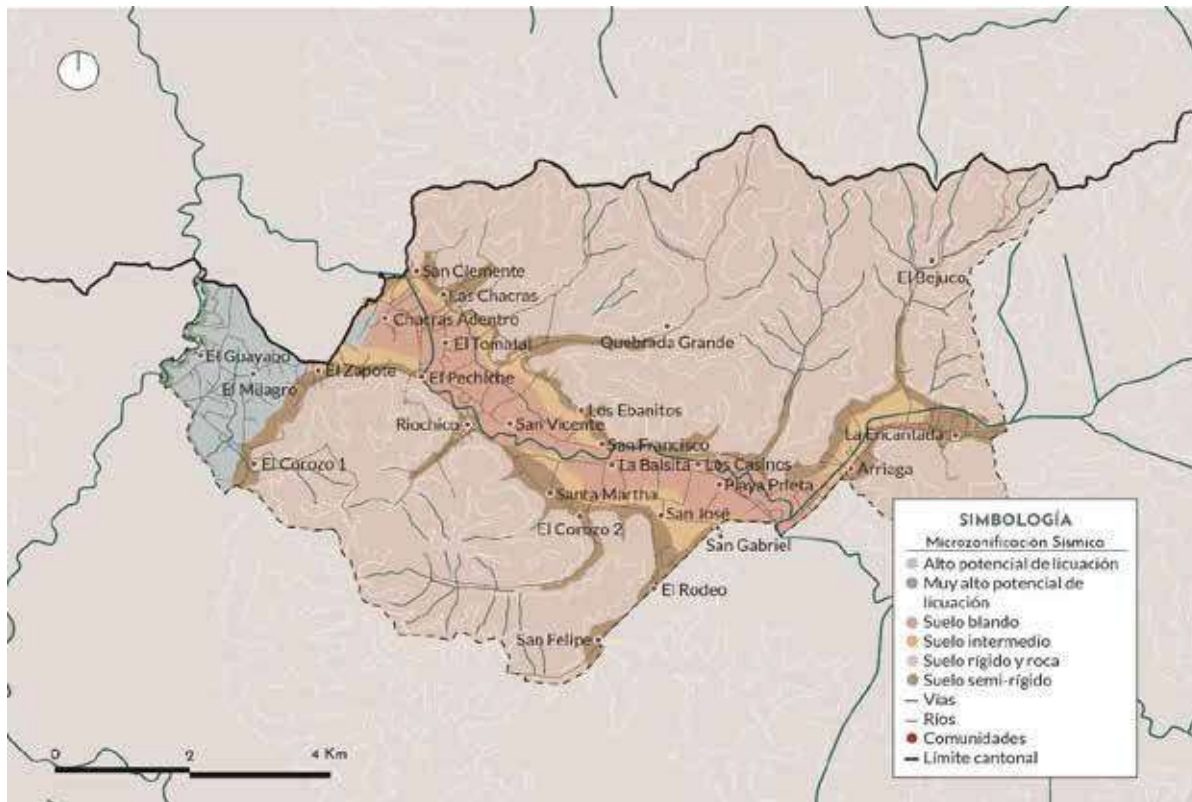 San Clemente
Las Chacras
El Bejuco
Chacras Adentro
El Tomatal
Quebrada Grande
El Guayabo
El Zapote
El Pechiche
El Milagro
Los Ebanitos
Riochico
San Vicente
San Francisco
La Encantada
El Corozo 1
La Balsita
Los Casinos
Arriaga
Playa Prieta
Santa Martha
San José
El Corozo 2
San Gabriel
El Rodeo
San Felipe
SIMBOLOGÍA
Microzonificación Sísmica
Alto potencial de licuación
Muy alto potencial de
licuación
Suelo blando
Suelo intermedio
Suelo rígido y roca
Suelo semi-rígido
Vías
Ríos
Comunidades
Límite cantonal
0 2 4 Km